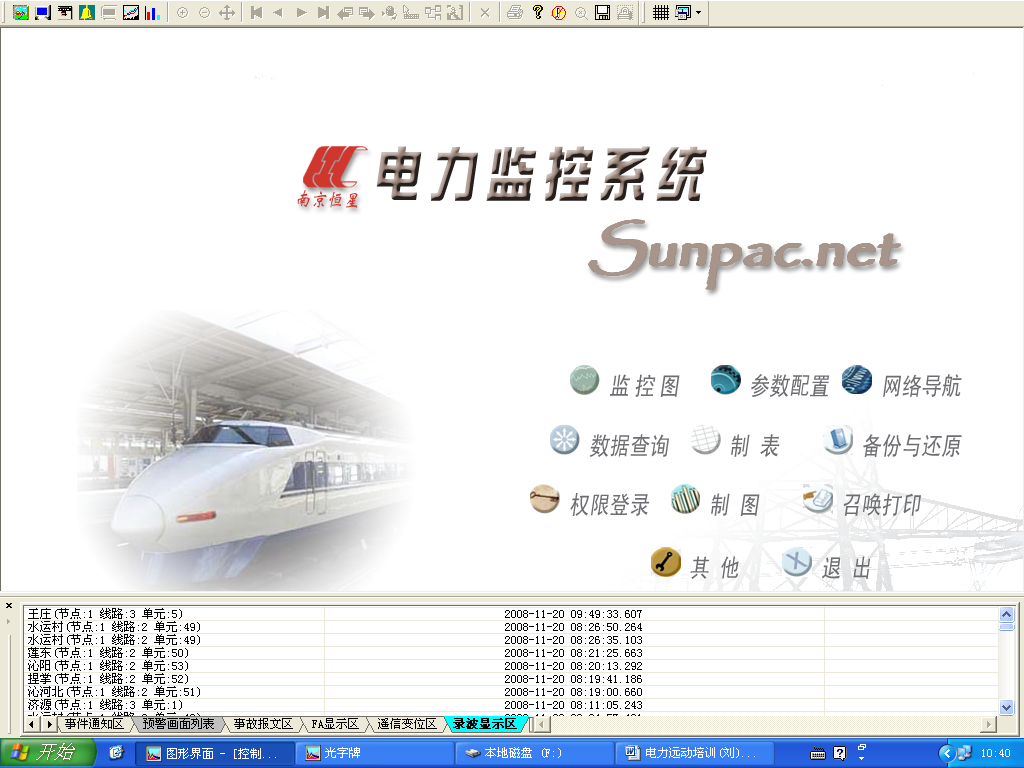 电力监控系统
南京恒星
Sunpac.net
监控图 参数配置 网络导航
数据查询 制表 备份与还原
权限登录 制图 召唤打印
其他 退出
王庄(节点:1 线路:3 单元:5) 2008-11-20 09:49:33.607
水运村(节点:1 线路:2 单元:49) 2008-11-20 08:26:50.264
水运村(节点:1 线路:2 单元:49) 2008-11-20 08:26:35.103
莲东(节点:1 线路:2 单元:50) 2008-11-20 08:21:25.663
沁阳(节点:1 线路:2 单元:53) 2008-11-20 08:20:13.292
捏掌(节点:1 线路:2 单元:52) 2008-11-20 08:19:41.186
沁河北(节点:1 线路:2 单元:51) 2008-11-20 08:19:00.660
济源(节点:1 线路:3 单元:1) 2008-11-20 08:11:05.243
事件通知区 预警画面列表 事故报文区 FA显示区 遥信变位区 录波显示区
开始 图形界面 - [控制... 光字牌 本地磁盘 (F:) 电力远动培训(刘)... 10:40